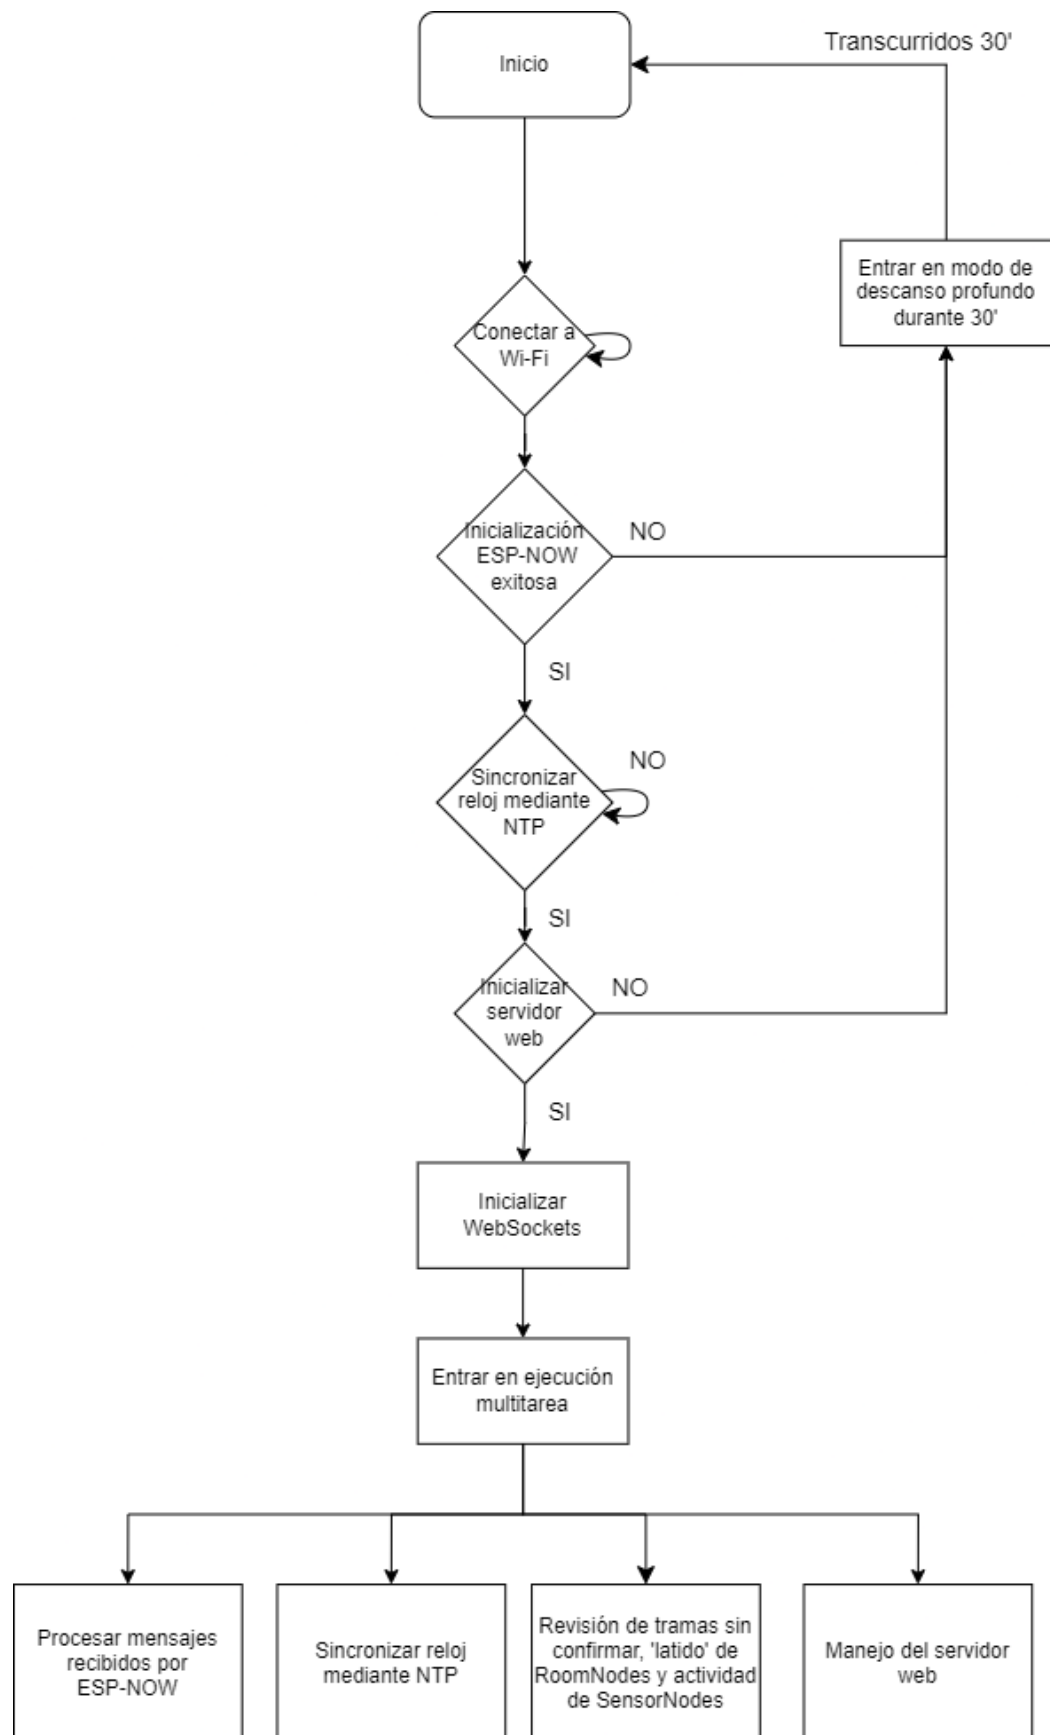 Inicio
Transcurridos 30'
Entrar en modo de
descanso profundo
durante 30'
Conectar a
Wi-Fi
Inicialización
ESP-NOW
exitosa
NO
SI
Sincronizar
reloj mediante
NTP
NO
SI
Inicializar
servidor
web
NO
SI
Inicializar
WebSockets
Entrar en ejecución
multitarea
Procesar mensajes
recibidos por
ESP-NOW
Sincronizar reloj
mediante NTP
Revisión de tramas sin
confirmar, 'latido' de
RoomNodes y actividad
de SensorNodes
Manejo del servidor
web